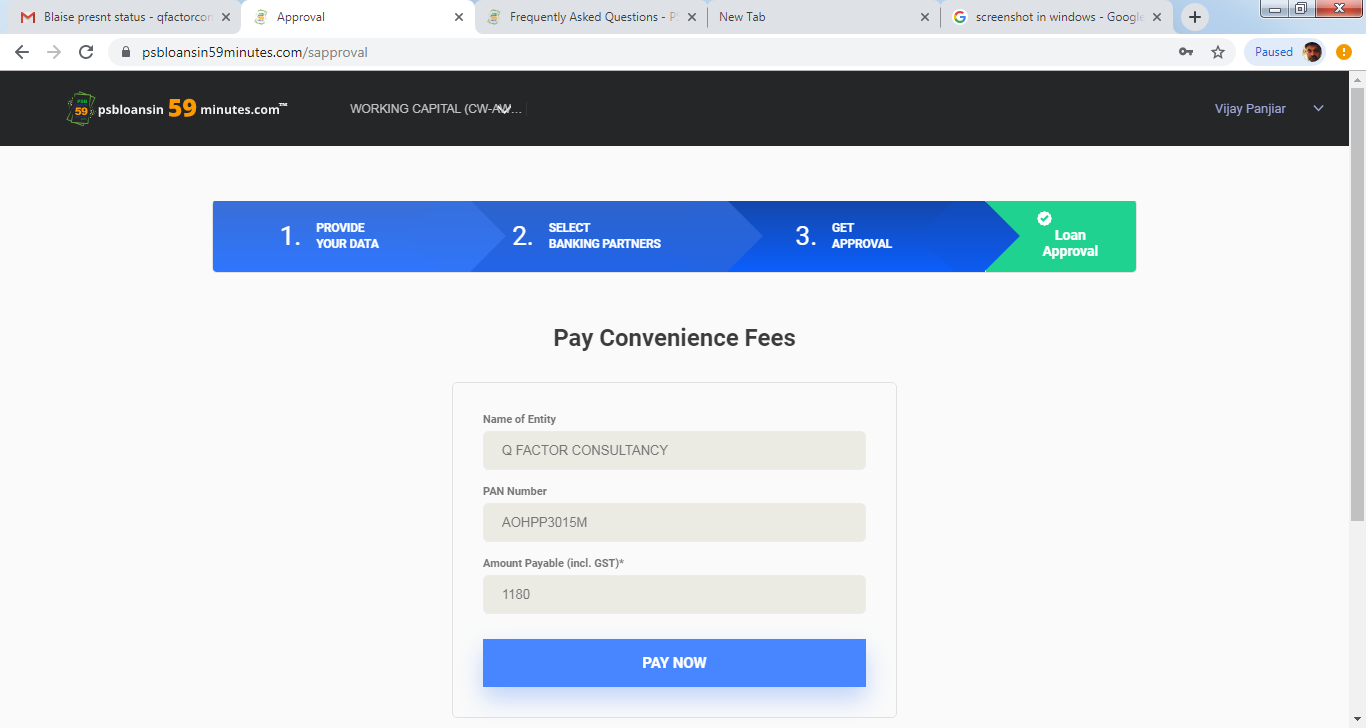 Blaise presnt status - qfactorcor
Approval
Frequently Asked Questions - P
New Tab
screenshot in windows - Google
psbloansin59minutes.com/sapproval
Paused
psbloansin 59 minutes.com™
WORKING CAPITAL (CW-A
Vijay Panjiar
1. PROVIDE
YOUR DATA
2. SELECT
BANKING PARTNERS
3. GET
APPROVAL
Loan
Approval
Pay Convenience Fees
Name of Entity
Q FACTOR CONSULTANCY
PAN Number
AOHPP3015M
Amount Payable (incl. GST)*
1180
PAY NOW